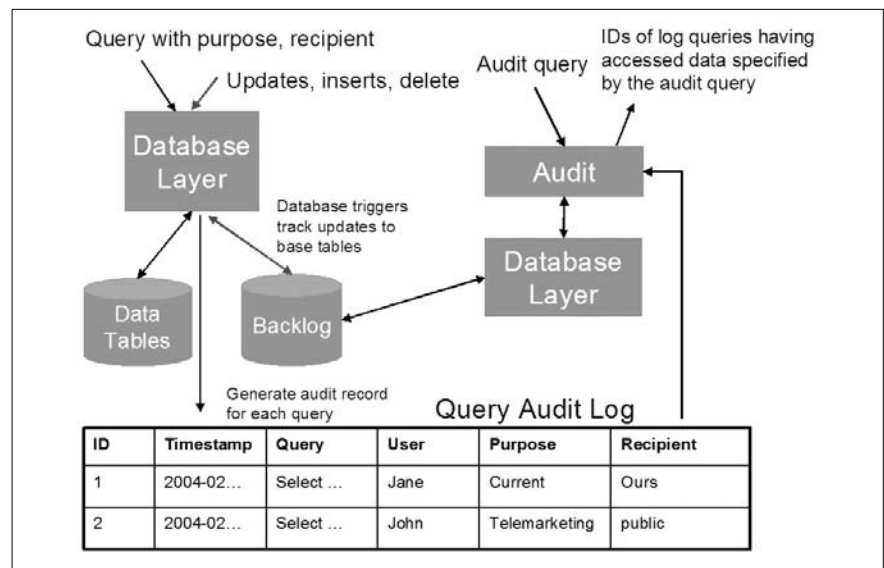 Query with purpose, recipient
Updates, inserts, delete
Database
Layer
Database triggers
track updates to
base tables
Data
Tables
Backlog
Audit query
IDs of log queries having
accessed data specified
by the audit query
Audit
Database
Layer
Generate audit record
for each query
Query Audit Log
ID Timestamp Query User Purpose Recipient
1 2004-02… Select … Jane Current Ours
2 2004-02… Select … John Telemarketing public